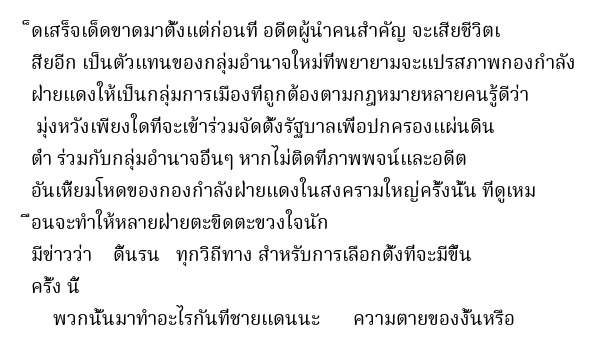 ็ดเสร็จเด็ดขาดมาตั้งแต่ก่อนที่ อดีตผู้นำคนสำคัญ จะเสียชีวิตเ
สียอีก เป็นตัวแทนของกลุ่มอำนาจใหม่ที่พยายามจะแปรสภาพกองกำลัง
ฝ่ายแดงให้เป็นกลุ่มการเมืองที่ถูกต้องตามกฎหมายหลายคนรู้ดีว่า
มุ่งหวังเพียงใดที่จะเข้าร่วมจัดตั้งรัฐบาลเพื่อปกครองแผ่นดิน
ต่ำ ร่วมกับกลุ่มอำนาจอื่นๆ หากไม่ติดที่ภาพพจน์และอดีต
อันเหี้ยมโหดของกองกำลังฝ่ายแดงในสงครามใหญ่ครั้งนั้น ที่ดูเหม
ือนจะทำให้หลายฝ่ายตะขิดตะขวงใจนัก
มีข่าวว่า ดิ้นรน ทุกวิถีทาง สำหรับการเลือกตั้งที่จะมีขึ้น
ครั้ง นี้
พวกนั้นมาทำอะไรกันที่ชายแดนนะ ความตายของงั้นหรือ